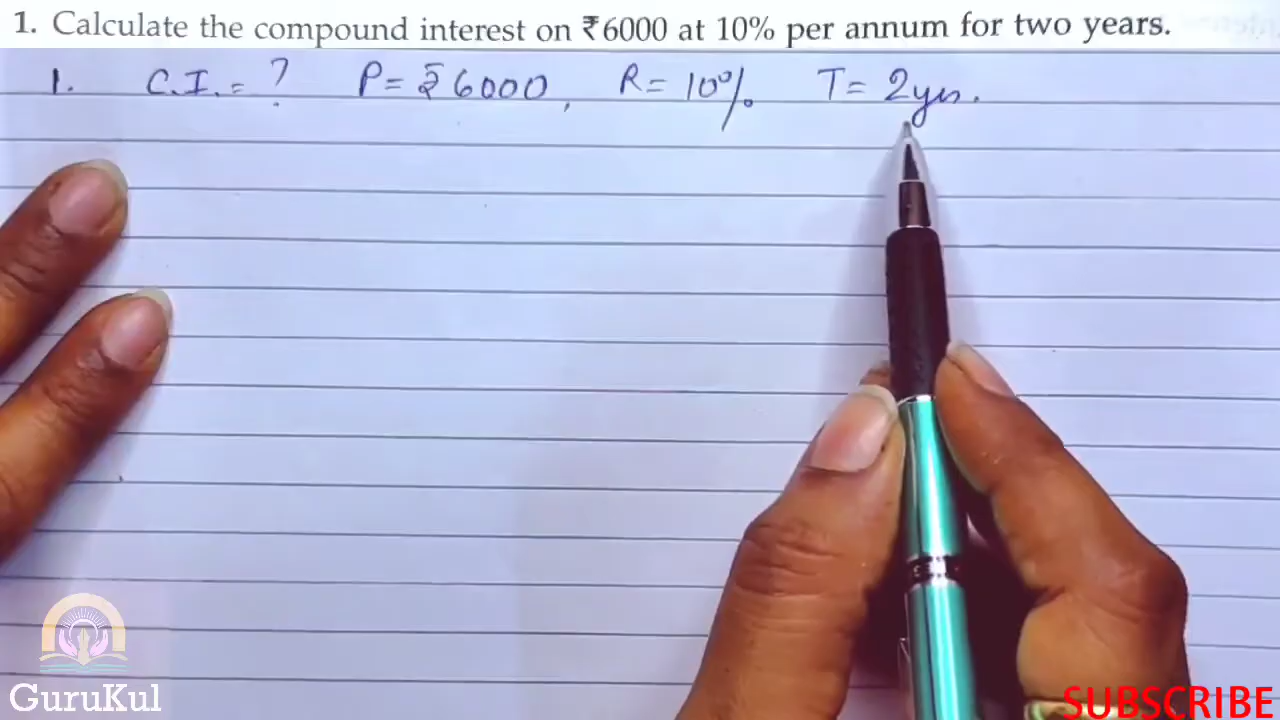 1. Calculate the compound interest on ₹6000 at 10% per annum for two years.
1. C.I. = ? P = ₹6000, R = 10% T = 2yrs.
GuruKul
SUBSCRIBE